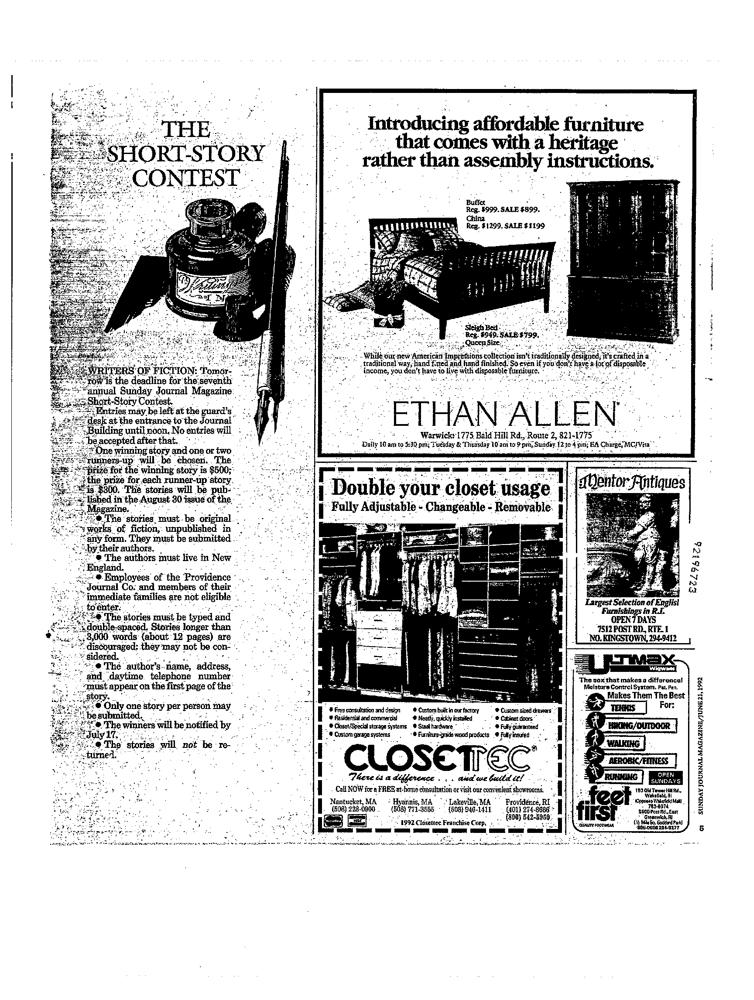 THE
SHORT-STORY
CONTEST
WRITERS OF FICTION: Tomor-
row is the deadline for the seventh
annual Sunday Journal Magazine
Short-Story Contest.
Entries may be left at the guard's
desk at the entrance to the Journal
Building until noon. No entries will
be accepted after that.
One winning story and one or two
runners-up will be chosen. The
prize for the winning story is $500;
the prize for each runner-up story
is $300. The stories will be pub-
lished in the August 30 issue of the
Magazine.
• The stories must be original
works of fiction, unpublished in
any form. They must be submitted
by their authors.
• The authors must live in New
England.
• Employees of the Providence
Journal Co. and members of their
immediate families are not eligible
to enter.
• The stories must be typed and
double-spaced. Stories longer than
3,000 words (about 12 pages) are
discouraged; they may not be con-
sidered.
• The author's name, address,
and daytime telephone number
must appear on the first page of the
story.
• Only one story per person may
be submitted.
• The winners will be notified by
July 17.
• The stories will not be re-
turned.
Introducing affordable furniture
that comes with a heritage
rather than assembly instructions.
Buffet
Reg. $999. SALE $899.
China
Reg. $1299. SALE $1199
Sleigh Bed
Reg. $949. SALE $799.
Queen Size
While our new American Impressions collection isn't traditionally designed, it's crafted in a
traditional way, hand fitted and hand finished. So even if you don't have a lot of disposable
income, you don't have to live with disposable furniture.
ETHAN ALLEN
Warwick: 1775 Bald Hill Rd., Route 2, 821-1775
Daily 10 am to 5:30 pm; Tuesday & Thursday 10 am to 9 pm, Sunday 12 to 4 pm; EA Charge, MC/Visa
Double your closet usage
Fully Adjustable - Changeable - Removable
• Free consultation and design
• Residential and commercial
• Closet/Special storage systems
• Custom garage systems
• Custom built in our factory
• Neatly, quickly installed
• Steel hardware
• Furniture-grade wood products
• Custom sized drawers
• Cabinet doors
• Fully guaranteed
• Fully insured
CLOSETTEC®
There is a difference . . . and we build it!
Call NOW for a FREE at-home consultation or visit our convenient showrooms.
Nantucket, MA
(508) 228-0900
Hyannis, MA
Lakeville, MA
Providence, RI
1992 Closettec Franchise Corp.
Mentor Antiques
Largest Selection of English
Furnishings in R.I.
OPEN 7 DAYS
7512 POST RD., RTE. 1
NO. KINGSTOWN, 294-9412
ULTIMAX
Wigwam
The sox that makes a difference!
Moisture Control System. Pat. Pen.
Makes Them The Best
For:
TENNIS
HIKING/OUTDOOR
WALKING
AEROBIC/FITNESS
RUNNING
OPEN
SUNDAYS
feet
first
QUALITY FOOTWEAR
Wakefield, RI
92196723
SUNDAY JOURNAL MAGAZINE/JUNE 21, 1992
5